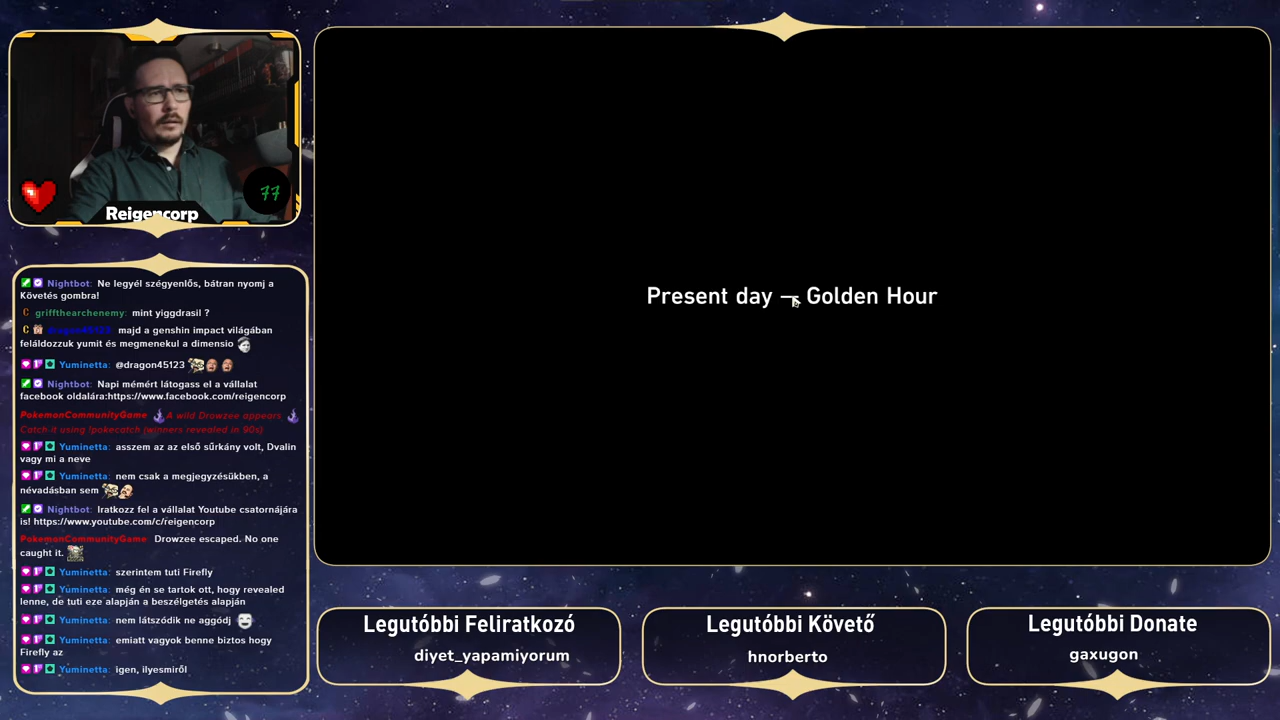 77
Reigencorp
Nightbot: Ne legyél szégyenlős, bátran nyomj a
Követés gombra!
griffthearchenemy: mint yiggdrasil ?
dragon45123: majd a genshin impact világában
feláldozzuk yumit és megmenekul a dimensio
Yuminetta: @dragon45123
Nightbot: Napi mémért látogass el a vállalat
facebook oldalára:https://www.facebook.com/reigencorp
PokemonCommunityGame A wild Drowzee appears
Catch it using !pokecatch (winners revealed in 90s)
Yuminetta: asszem az az első sűrkány volt, Dvalin
vagy mi a neve
Yuminetta: nem csak a megjegyzésükben, a
névadásban sem
Nightbot: Iratkozz fel a vállalat Youtube csatornájára
is! https://www.youtube.com/c/reigencorp
PokemonCommunityGame Drowzee escaped. No one
caught it.
Yuminetta: szerintem tuti Firefly
Yuminetta: még én se tartok ott, hogy revealed
lenne, de tuti eze alapján a beszélgetés alapján
Yuminetta: nem látszódik ne aggódj
Yuminetta: emiatt vagyok benne biztos hogy
Firefly az
Yuminetta: igen, ilyesmiről
Present day — Golden Hour
Legutóbbi Feliratkozó
diyet_yapamiyorum
Legutóbbi Követő
hnorberto
Legutóbbi Donate
gaxugon